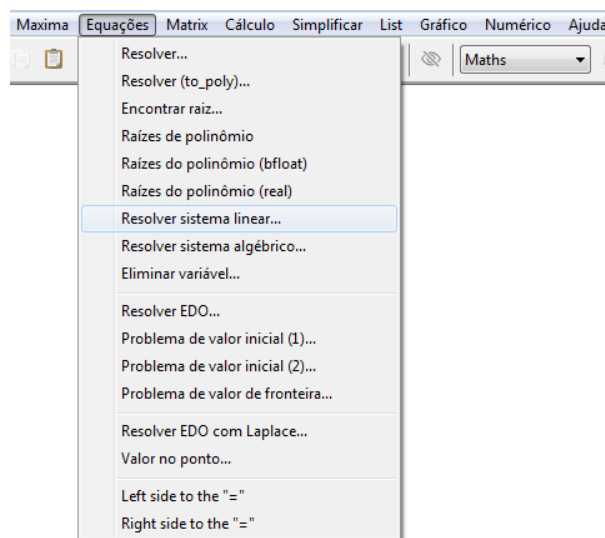 Maxima Equações Matrix Cálculo Simplificar List Gráfico Numérico Ajuda
Maths
Resolver...
Resolver (to_poly)...
Encontrar raiz...
Raízes de polinômio
Raízes do polinômio (bfloat)
Raízes do polinômio (real)
Resolver sistema linear...
Resolver sistema algébrico...
Eliminar variável...
Resolver EDO...
Problema de valor inicial (1)...
Problema de valor inicial (2)...
Problema de valor de fronteira...
Resolver EDO com Laplace...
Valor no ponto...
Left side to the "="
Right side to the "="